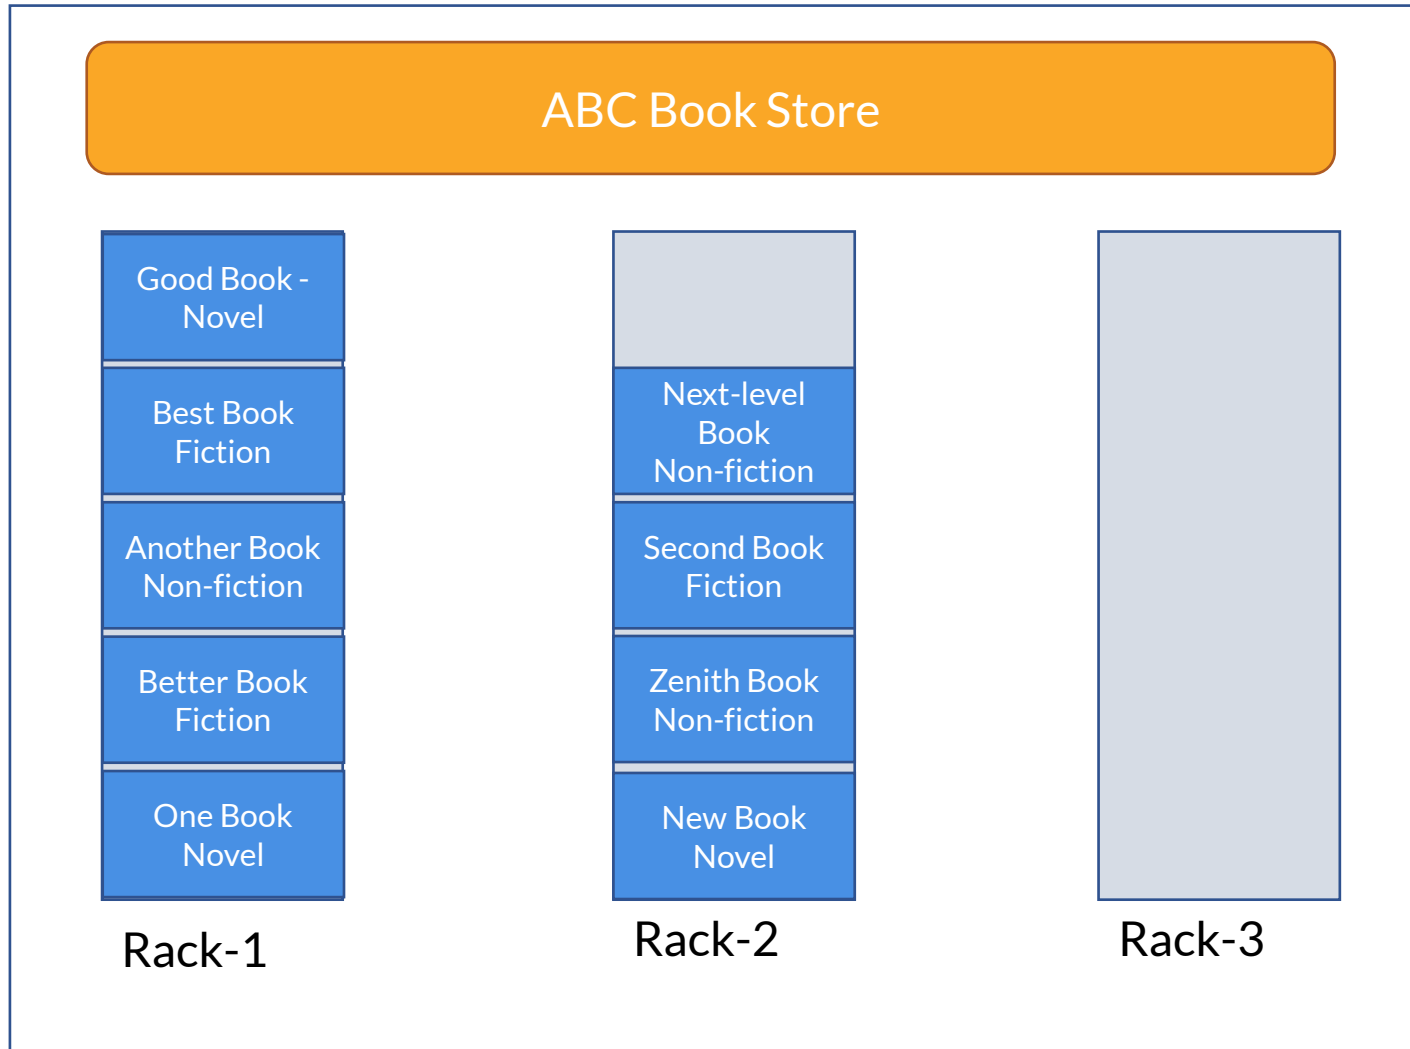 ABC Book Store
Good Book -
Novel
Best Book
Fiction
Another Book
Non-fiction
Better Book
Fiction
One Book
Novel
Rack-1
Next-level
Book
Non-fiction
Second Book
Fiction
Zenith Book
Non-fiction
New Book
Novel
Rack-2
Rack-3